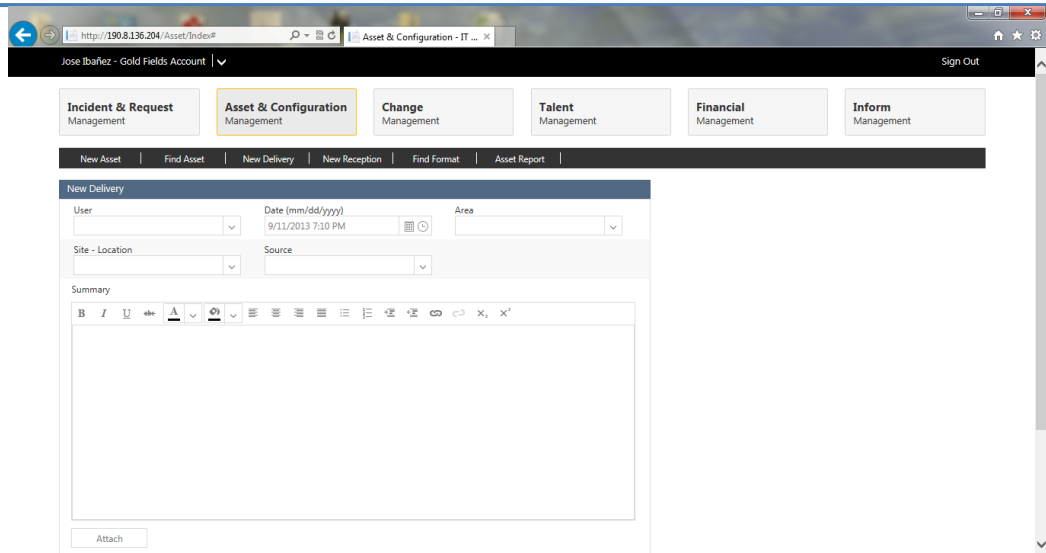 http://190.8.136.204/Asset/Index#
Asset & Configuration - IT ...
Jose Ibañez - Gold Fields Account
Sign Out
Incident & Request
Management
Asset & Configuration
Management
Change
Management
Talent
Management
Financial
Management
Inform
Management
New Asset | Find Asset | New Delivery | New Reception | Find Format | Asset Report |
New Delivery
User
Date (mm/dd/yyyy)
Area
9/11/2013 7:10 PM
Site - Location
Source
Summary
B I U abc A
X₂ X²
Attach